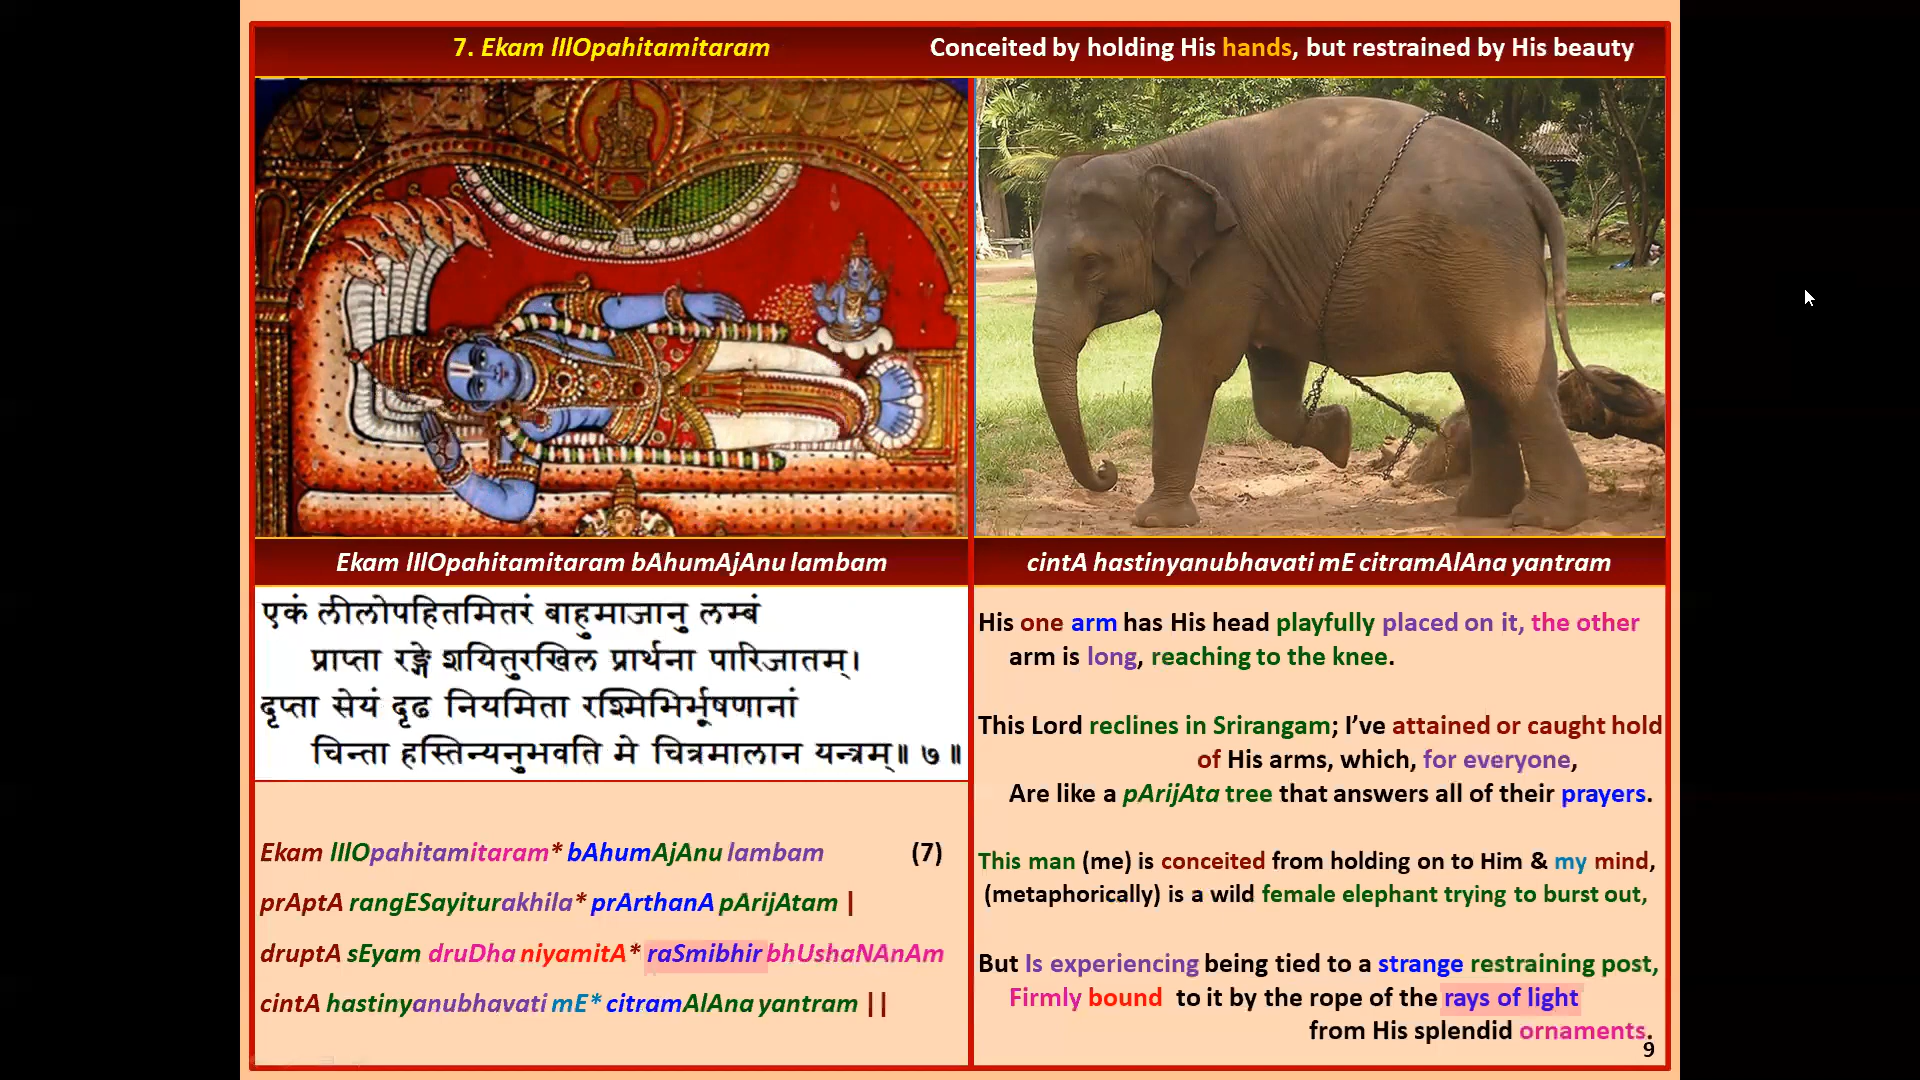 7. Ekam lIlOpahitamitaram
Conceited by holding His hands, but restrained by His beauty
Ekam lIlOpahitamitaram bAhumAjAnu lambam
cintA hastinyanubhavati mE citramAlAna yantram
एकं लीलोपहितमितरं बाहुमाजानु लम्बं
प्राप्ता रङ्गे शयितुरखिल प्रार्थना पारिजातम्।
दृप्ता सेयं दृढ नियमिता रश्मिभिर्भूषणानां
चिन्ता हस्तिन्यनुभवति मे चित्रमालान यन्त्रम्॥ ७ ॥
Ekam lIlOpahitamitaram* bAhumAjAnu lambam (7)
prAptA rangESayiturakhila* prArthanA pArijAtam |
druptA sEyam druDha niyamitA* raSmibhir bhUshaNAnAm
cintA hastinyanubhavati mE* citramAlAna yantram ||
His one arm has His head playfully placed on it, the other
arm is long, reaching to the knee.
This Lord reclines in Srirangam; I’ve attained or caught hold
of His arms, which, for everyone,
Are like a pArijAta tree that answers all of their prayers.
This man (me) is conceited from holding on to Him & my mind,
(metaphorically) is a wild female elephant trying to burst out,
But Is experiencing being tied to a strange restraining post,
Firmly bound to it by the rope of the rays of light
from His splendid ornaments.
9